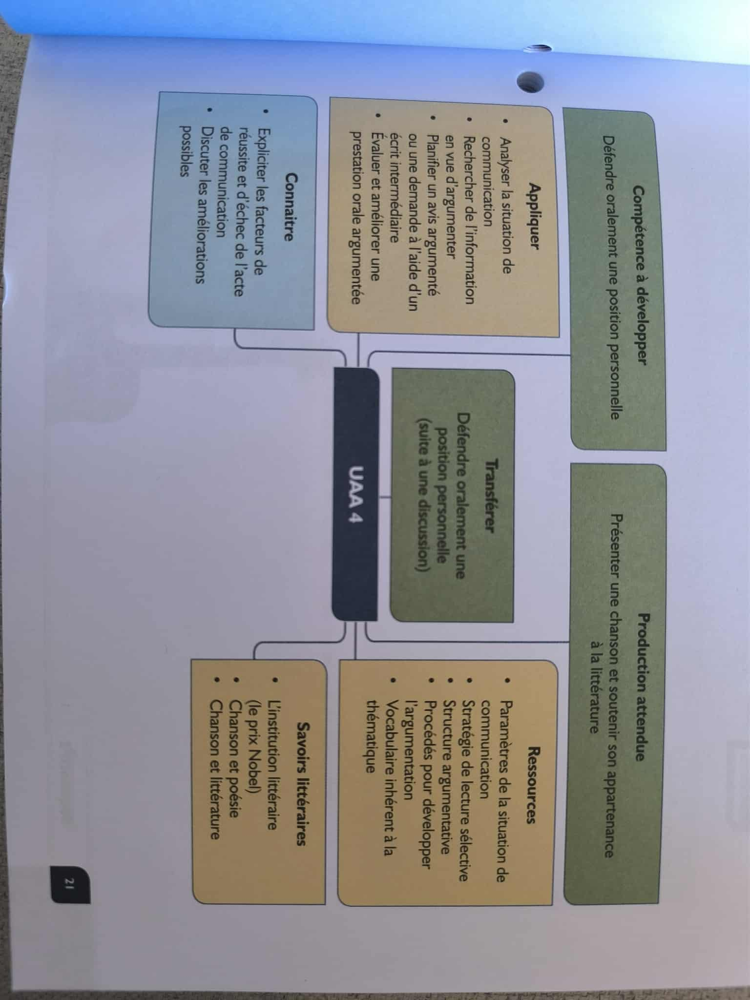 Compétence à développer
Défendre oralement une position personnelle
Production attendue
Présenter une chanson et soutenir son appartenance
à la littérature
Appliquer
• Analyser la situation de
communication
• Rechercher de l'information
en vue d'argumenter
• Planifier un avis argumenté
ou une demande à l'aide d'un
écrit intermédiaire
• Évaluer et améliorer une
prestation orale argumentée
Transférer
Défendre oralement une
position personnelle
(suite à une discussion)
Ressources
• Paramètres de la situation de
communication
• Stratégie de lecture sélective
• Structure argumentative
• Procédés pour développer
l'argumentation
• Vocabulaire inhérent à la
thématique
UAA 4
Connaitre
• Expliciter les facteurs de
réussite et d'échec de l'acte
de communication
• Discuter les améliorations
possibles
Savoirs littéraires
• L'institution littéraire
(le prix Nobel)
• Chanson et poésie
• Chanson et littérature
21